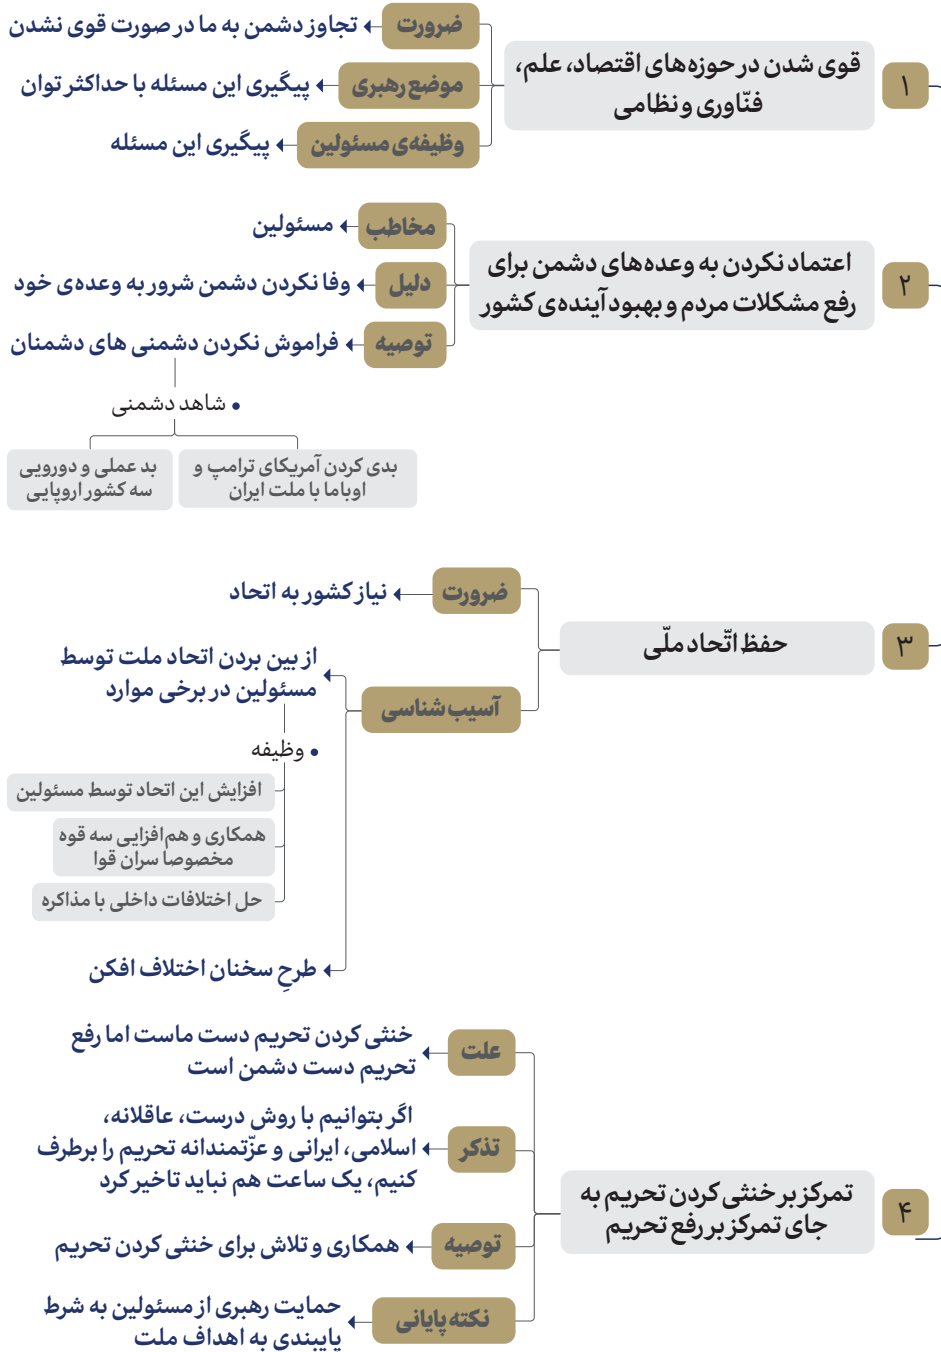 ۱
قوی شدن در حوزه‌های اقتصاد، علم،
فنّاوری و نظامی
ضرورت
تجاوز دشمن به ما در صورت قوی نشدن
موضع رهبری
پیگیری این مسئله با حداکثر توان
وظیفه‌ی مسئولین
پیگیری این مسئله
۲
اعتماد نکردن به وعده‌های دشمن برای
رفع مشکلات مردم و بهبود آینده‌ی کشور
مخاطب
مسئولین
دلیل
وفا نکردن دشمن شرور به وعده‌ی خود
توصیه
فراموش نکردن دشمنی های دشمنان
• شاهد دشمنی
بدی کردن آمریکای ترامپ و
اوباما با ملت ایران
بد عملی و دورویی
سه کشور اروپایی
۳
حفظ اتّحاد ملّی
ضرورت
نیاز کشور به اتحاد
آسیب شناسی
از بین بردن اتحاد ملت توسط
مسئولین در برخی موارد
• وظیفه
افزایش این اتحاد توسط مسئولین
همکاری و هم‌افزایی سه قوه
مخصوصا سران قوا
حل اختلافات داخلی با مذاکره
طرحِ سخنان اختلاف افکن
۴
تمرکز بر خنثی کردن تحریم به
جای تمرکز بر رفع تحریم
علت
خنثی کردن تحریم دست ماست اما رفع
تحریم دست دشمن است
تذکر
اگر بتوانیم با روش درست، عاقلانه،
اسلامی، ایرانی و عزّتمندانه تحریم را برطرف
کنیم، یک ساعت هم نباید تاخیر کرد
توصیه
همکاری و تلاش برای خنثی کردن تحریم
نکته پایانی
حمایت رهبری از مسئولین به شرط
پایبندی به اهداف ملت